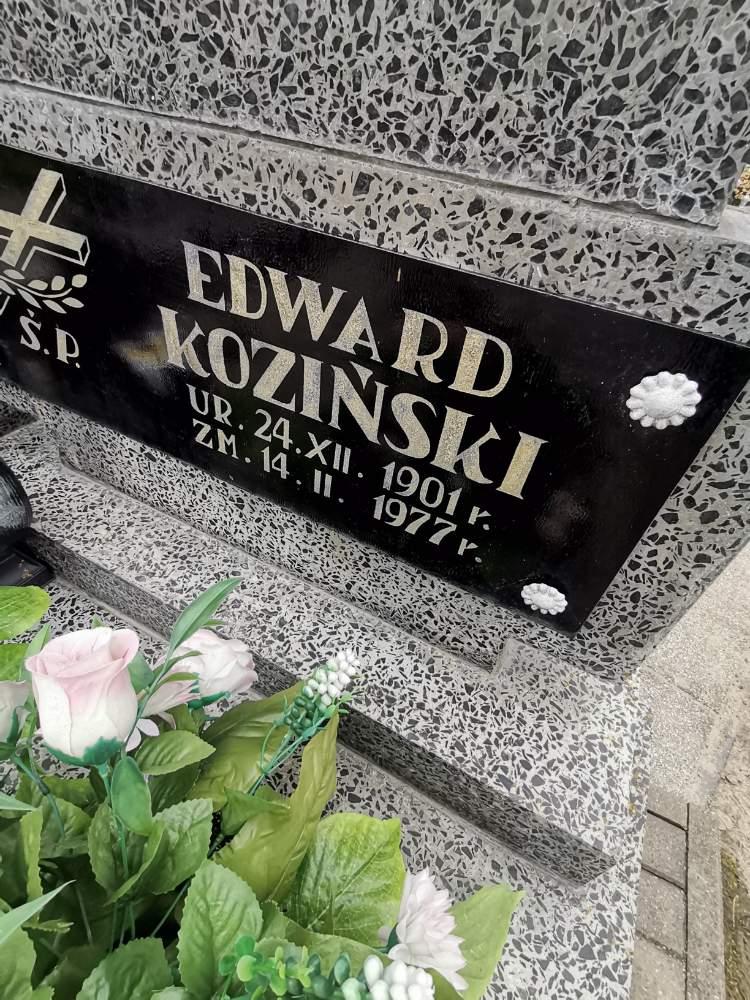 Ś.P.
EDWARD
KOZIŃSKI
UR. 24.XII. 1901 r.
ZM. 14. II. 1977 r.